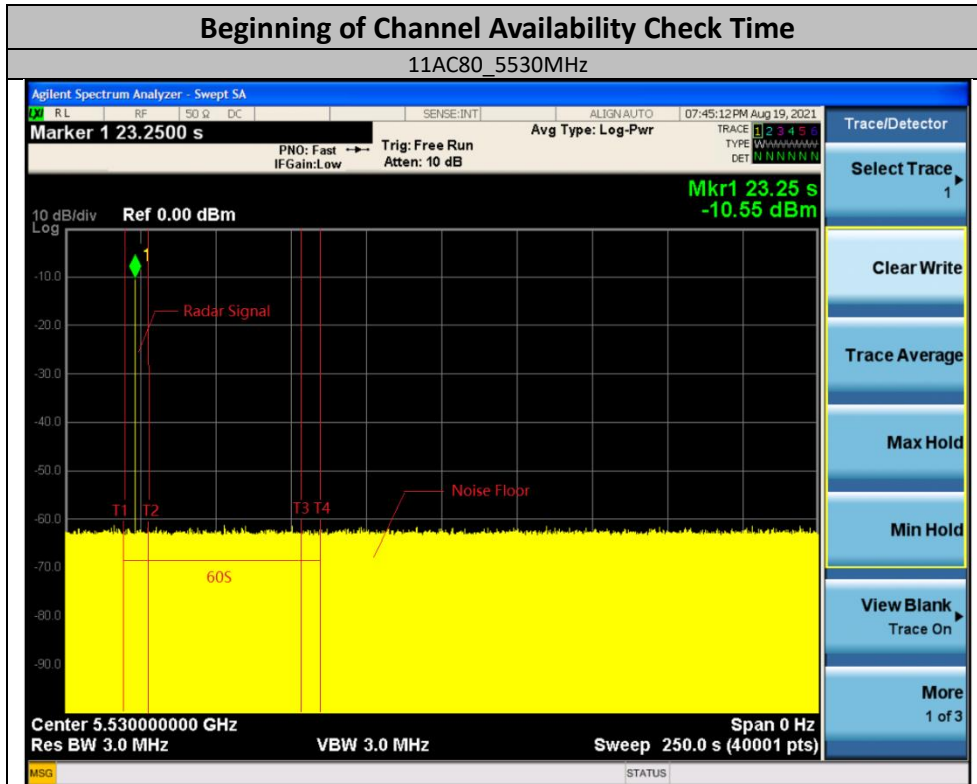 Beginning of Channel Availability Check Time
11AC80_5530MHz
Agilent Spectrum Analyzer - Swept SA
LXI RL RF 50 Ω DC SENSE:INT ALIGN AUTO 07:45:12 PM Aug 19, 2021
Marker 1 23.2500 s
PNO: Fast
IFGain:Low
Trig: Free Run
Atten: 10 dB
Avg Type: Log-Pwr
TRACE 1 2 3 4 5 6
TYPE WWWWWW
DET N N N N N N
Trace/Detector
Mkr1 23.25 s
-10.55 dBm
10 dB/div Ref 0.00 dBm
Log
1
-10.0
-20.0
-30.0
-40.0
-50.0
-60.0
-70.0
-80.0
-90.0
Radar Signal
Noise Floor
T1 T2 T3 T4
60S
Center 5.530000000 GHz Span 0 Hz
Res BW 3.0 MHz VBW 3.0 MHz Sweep 250.0 s (40001 pts)
Select Trace
1
Clear Write
Trace Average
Max Hold
Min Hold
View Blank
Trace On
More
1 of 3
MSG STATUS